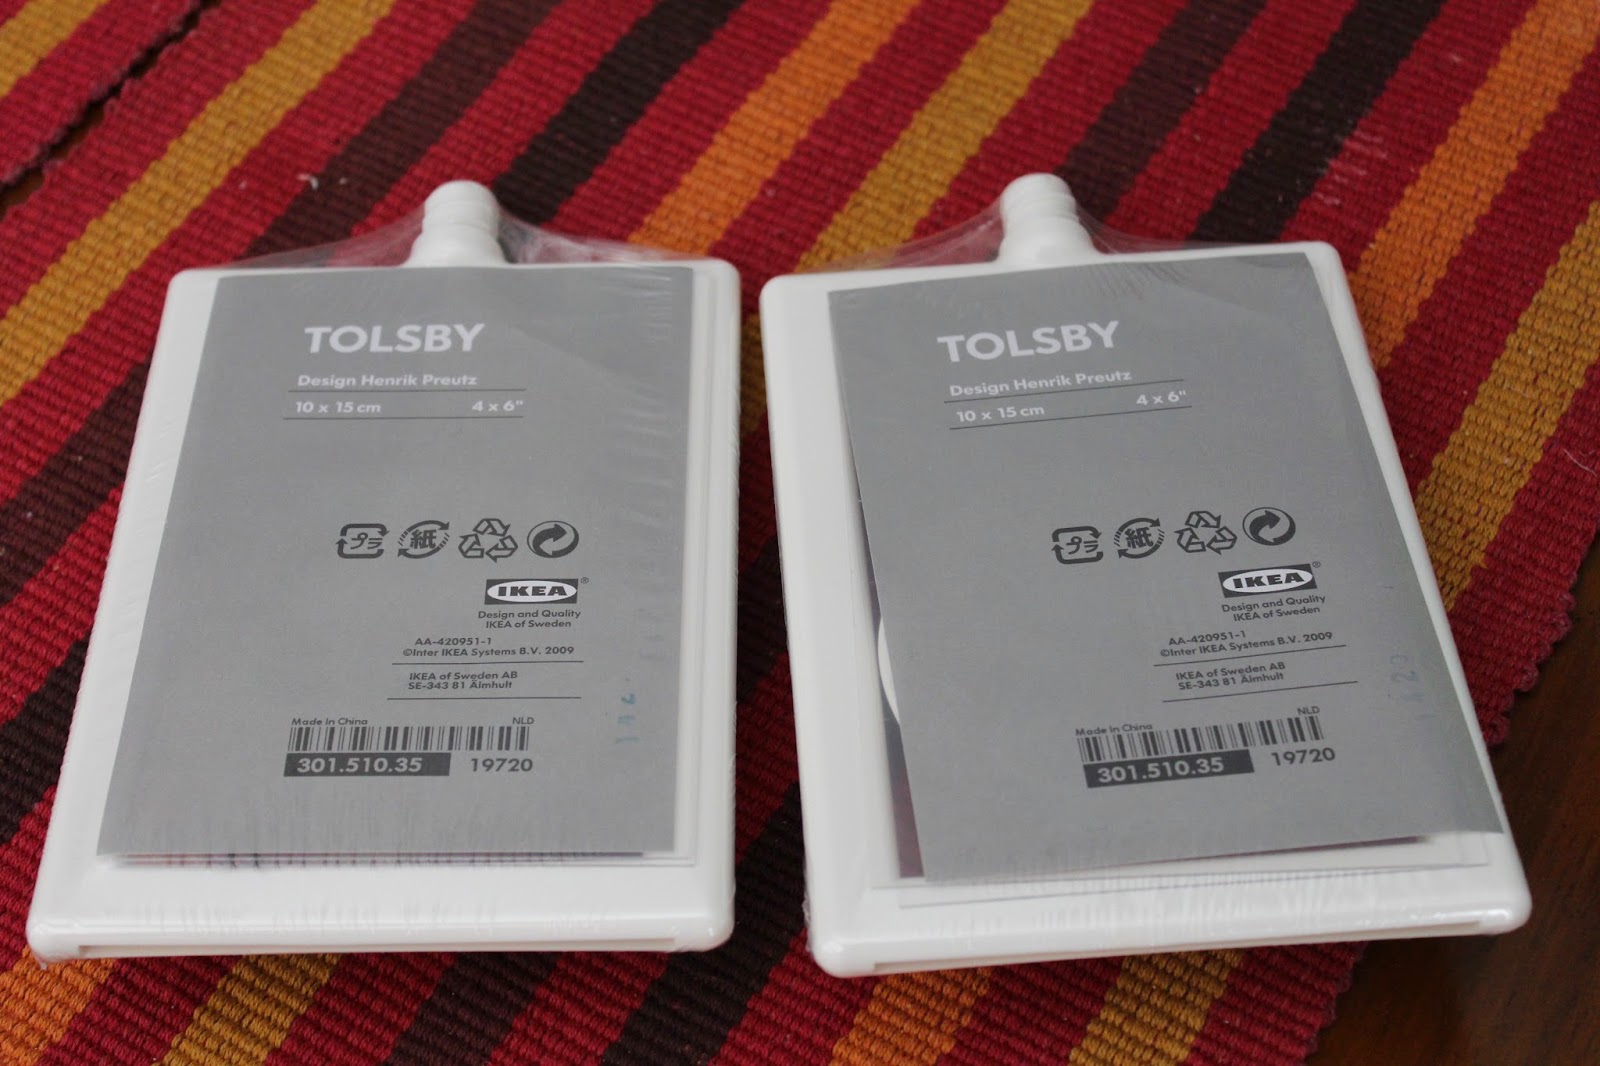 TOLSBY
Design Henrik Preutz
10 x 15 cm 4 x 6"
プラ 紙
IKEA®
Design and Quality
IKEA of Sweden
AA-420951-1
©Inter IKEA Systems B.V. 2009
IKEA of Sweden AB
SE-343 81 Älmhult
Made in China NLD
301.510.35 19720
TOLSBY
Design Henrik Preutz
10 x 15 cm 4 x 6"
プラ 紙
IKEA®
Design and Quality
IKEA of Sweden
AA-420951-1
©Inter IKEA Systems B.V. 2009
IKEA of Sweden AB
SE-343 81 Älmhult
Made in China NLD
301.510.35 19720